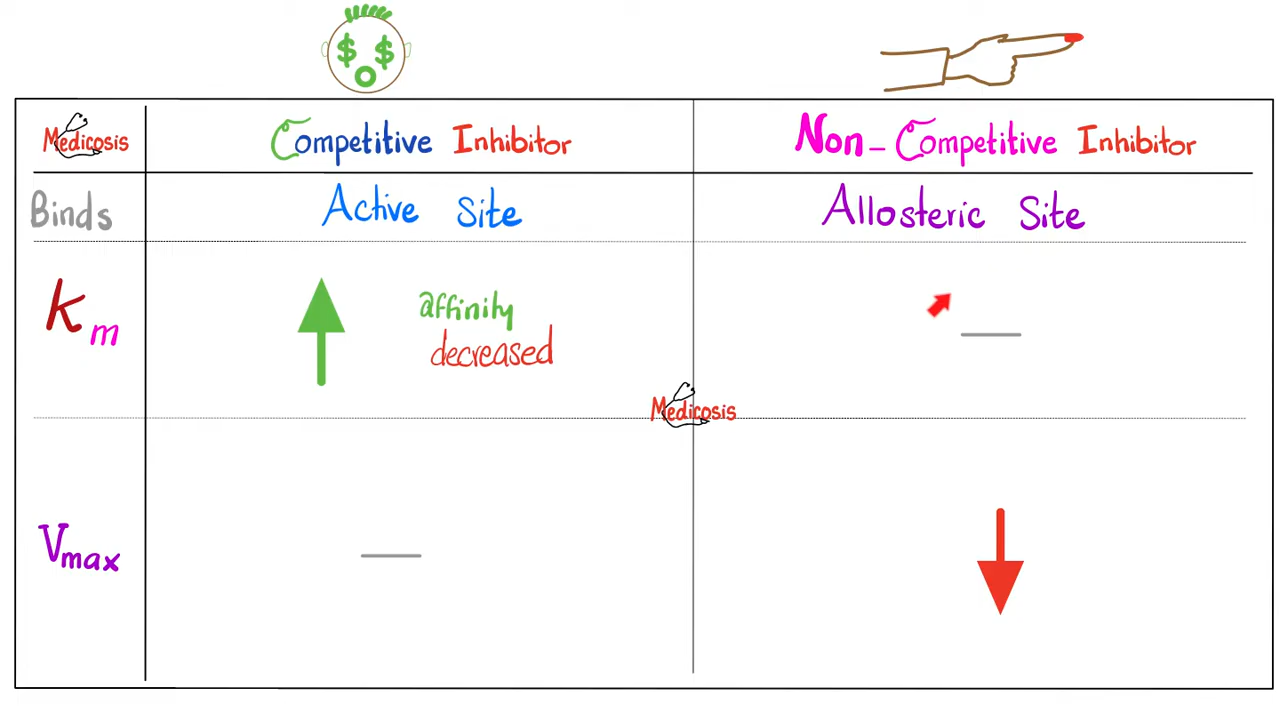 $ $
Medicosis Competitive Inhibitor Non-Competitive Inhibitor
Binds Active Site Allosteric Site
Km affinity
decreased
Medicosis
Vmax